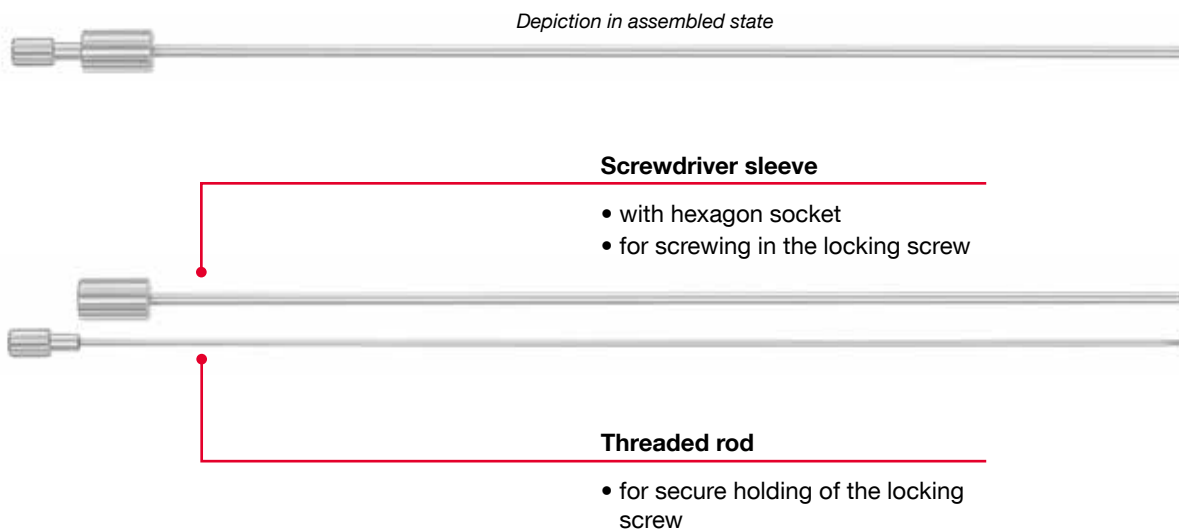 Depiction in assembled state
Screwdriver sleeve
• with hexagon socket
• for screwing in the locking screw
Threaded rod
• for secure holding of the locking
screw